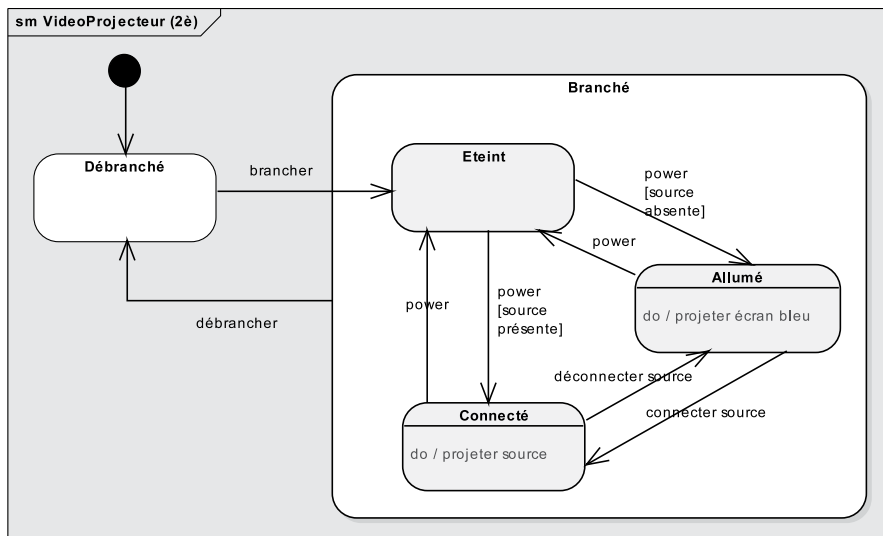 sm VideoProjecteur (2è)
Branché
Débranché
brancher
Eteint
power
[source
absente]
power
Allumé
do / projeter écran bleu
power
power
[source
présente]
débrancher
déconnecter source
connecter source
Connecté
do / projeter source